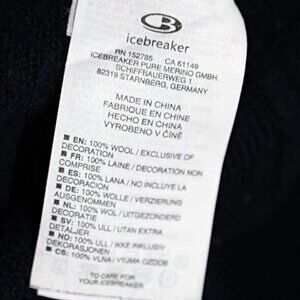 icebreaker
RN 152785 CA 61149
ICEBREAKER PURE MERINO GMBH.
SCHIFFBAUERWEG 1
82319 STARNBERG, GERMANY
MADE IN CHINA
FABRIQUE EN CHINE
HECHO EN CHINA
VYROBENO V ČÍNĚ
■ EN: 100% WOOL / EXCLUSIVE OF
DECORATION
■ FR: 100% LAINE / DECORATION NON
COMPRISE
■ ES: 100% LANA / NO INCLUYE LA
DECORACION
■ DE: 100% WOLLE / VERZIERUNG
AUSGENOMMEN
■ NL: 100% WOL / UITGEZONDERD
DECORATIE
■ SV: 100% ULL / UTAN EXTRA
DETALJER
■ NO: 100% ULL / IKKE INKLUSIV
DEKORASJONEN
■ CS: 100% VLNA / VYJMA OZDOB
TO CARE FOR
YOUR ICEBREAKER